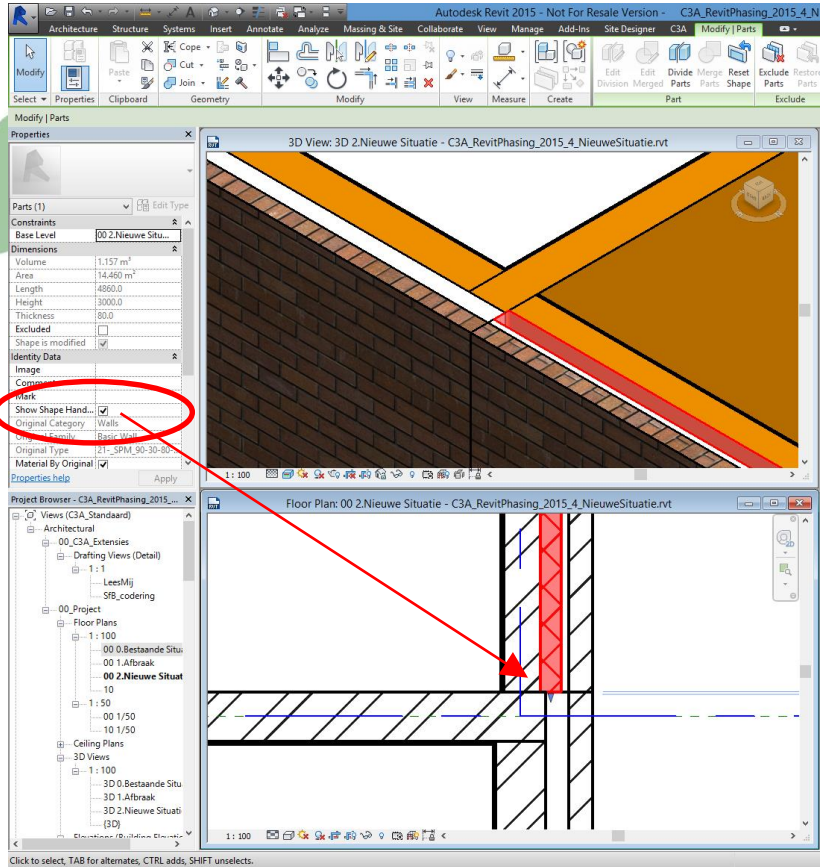 Autodesk Revit 2015 - Not For Resale Version - C3A_RevitPhasing_2015_4_N
Architecture Structure Systems Insert Annotate Analyze Massing & Site Collaborate View Manage Add-Ins Site Designer C3A Modify | Parts
Modify Paste Cope Cut Join Edit Division Edit Merged Divide Parts Merge Parts Reset Shape Exclude Parts Restore Parts
Select Properties Clipboard Geometry Modify View Measure Create Part Exclude
Modify | Parts
Properties
Parts (1) Edit Type
Constraints
Base Level 00 2.Nieuwe Situ...
Dimensions
Volume 1.157 m³
Area 14.460 m²
Length 4860.0
Height 3000.0
Thickness 80.0
Excluded
Shape is modified
Identity Data
Image
Mark
Show Shape Hand...
Original Category Walls
Original Family Basic Wall
Original Type 21-_SPM_90-30-80-...
Material By Original
Properties help Apply
3D View: 3D 2.Nieuwe Situatie - C3A_RevitPhasing_2015_4_NieuweSituatie.rvt
1 : 100
Project Browser - C3A_RevitPhasing_2015_...
Views (C3A_Standaard)
Architectural
00_C3A_Extensies
Drafting Views (Detail)
1 : 1
LeesMij
SfB_codering
00_Project
Floor Plans
1 : 100
00 0.Bestaande Situa
00 1.Afbraak
00 2.Nieuwe Situat
10
1 : 50
00 1/50
10 1/50
Ceiling Plans
3D Views
1 : 100
3D 0.Bestaande Situ
3D 1.Afbraak
3D 2.Nieuwe Situati
{3D}
Floor Plan: 00 2.Nieuwe Situatie - C3A_RevitPhasing_2015_4_NieuweSituatie.rvt
1 : 100
Click to select, TAB for alternates, CTRL adds, SHIFT unselects.